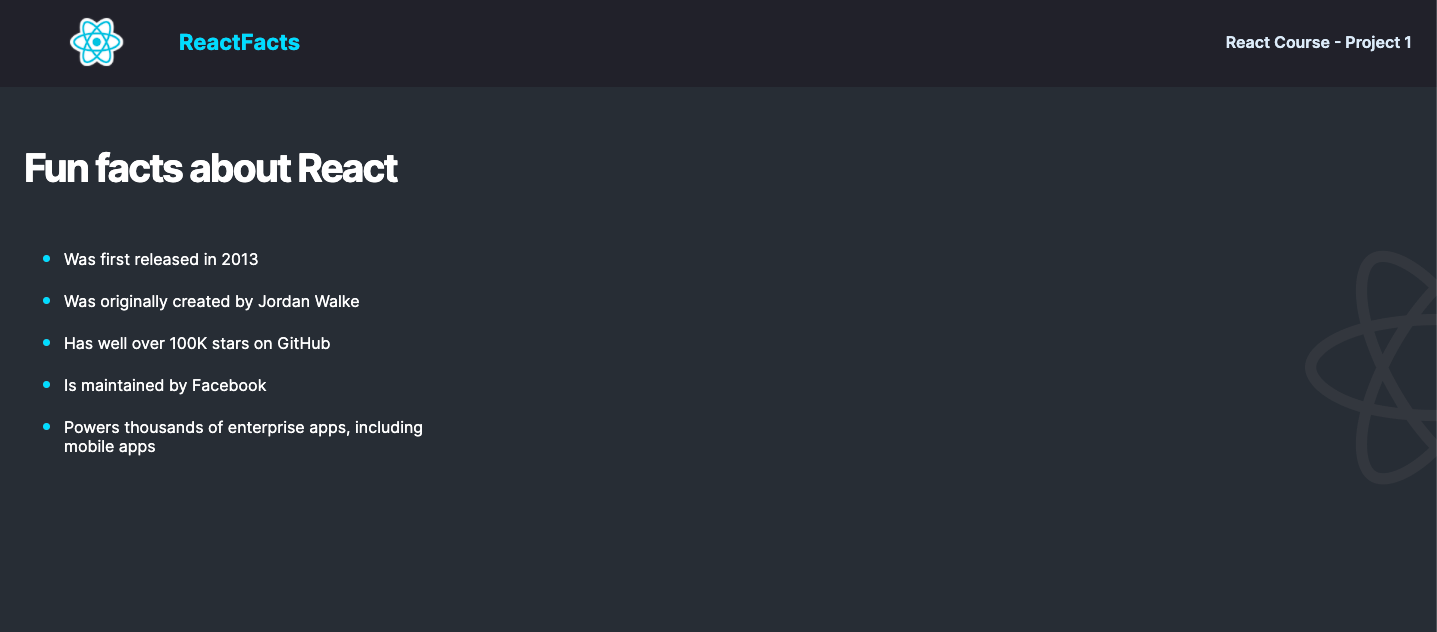 ReactFacts
React Course - Project 1
Fun facts about React
Was first released in 2013
Was originally created by Jordan Walke
Has well over 100K stars on GitHub
Is maintained by Facebook
Powers thousands of enterprise apps, including
mobile apps